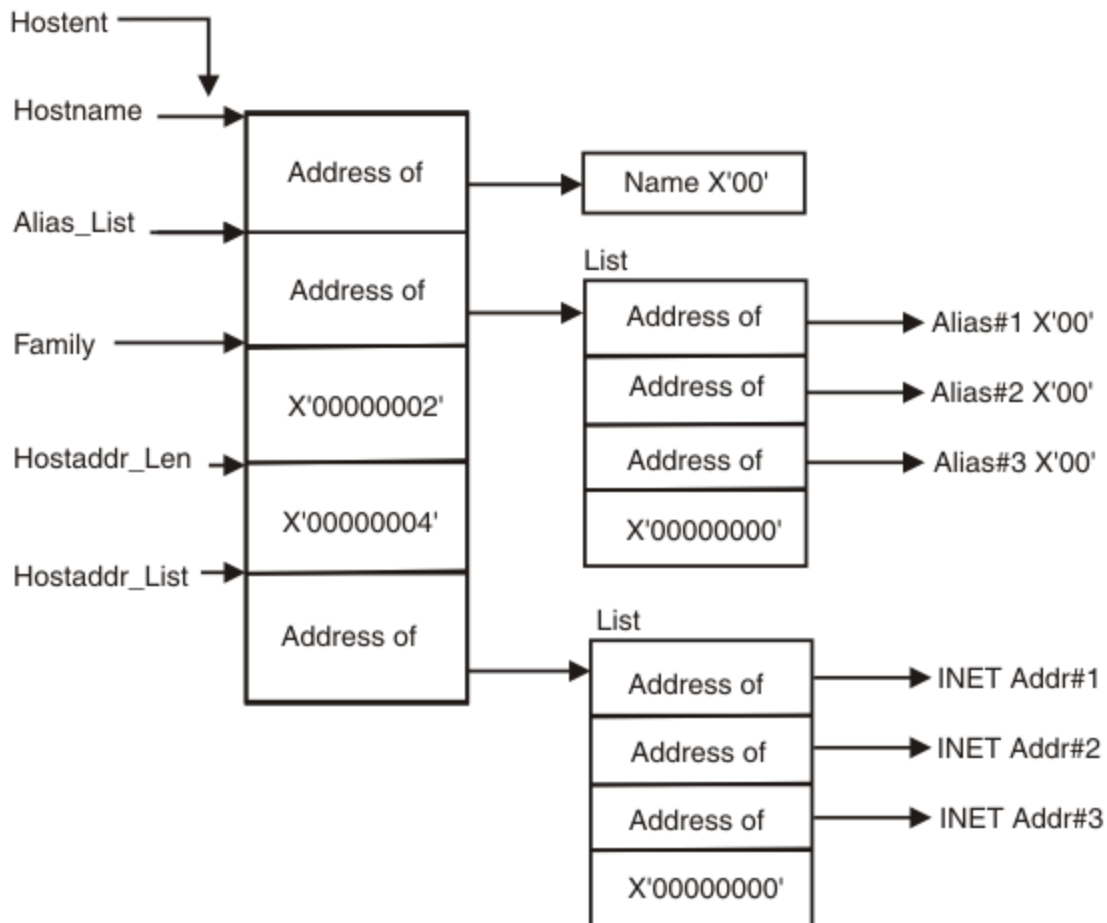 Hostent
Hostname
Address of
Name X'00'
Alias_List
List
Address of
Address of
Alias#1 X'00'
Family
Address of
Alias#2 X'00'
X'00000002'
Hostaddr_Len
Address of
Alias#3 X'00'
X'00000004'
X'00000000'
Hostaddr_List
List
Address of
Address of
INET Addr#1
Address of
INET Addr#2
Address of
INET Addr#3
X'00000000'